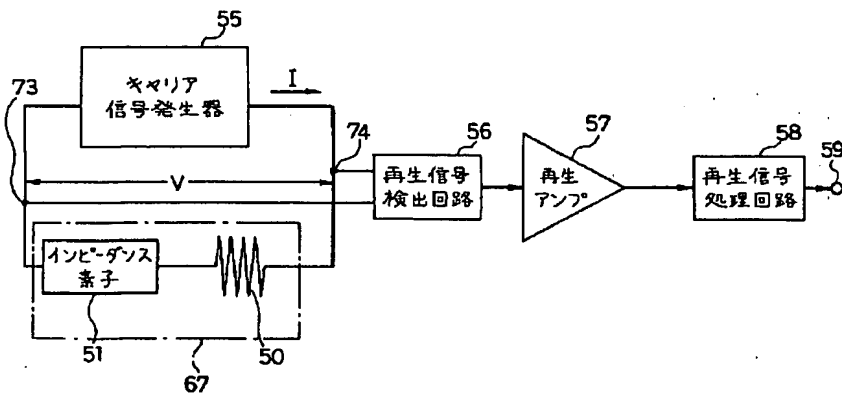 55
キャリア
信号発生器
I
73
74
V
56
再生信号
検出回路
57
再生
アンプ
58
再生信号
処理回路
59
インピーダンス
素子
51
50
67